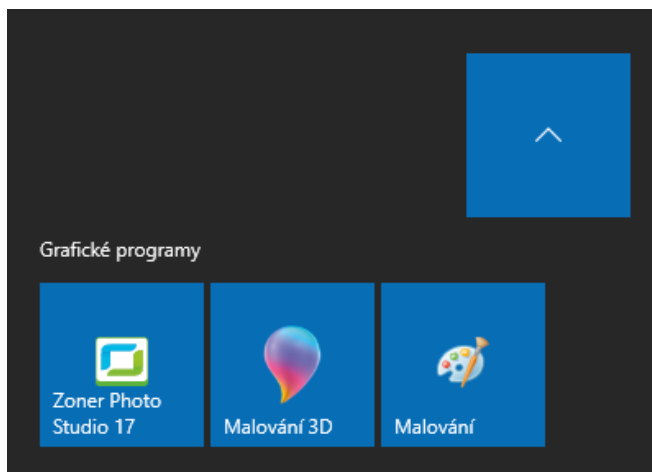 Grafické programy
Zoner Photo
Studio 17
Malování 3D
Malování